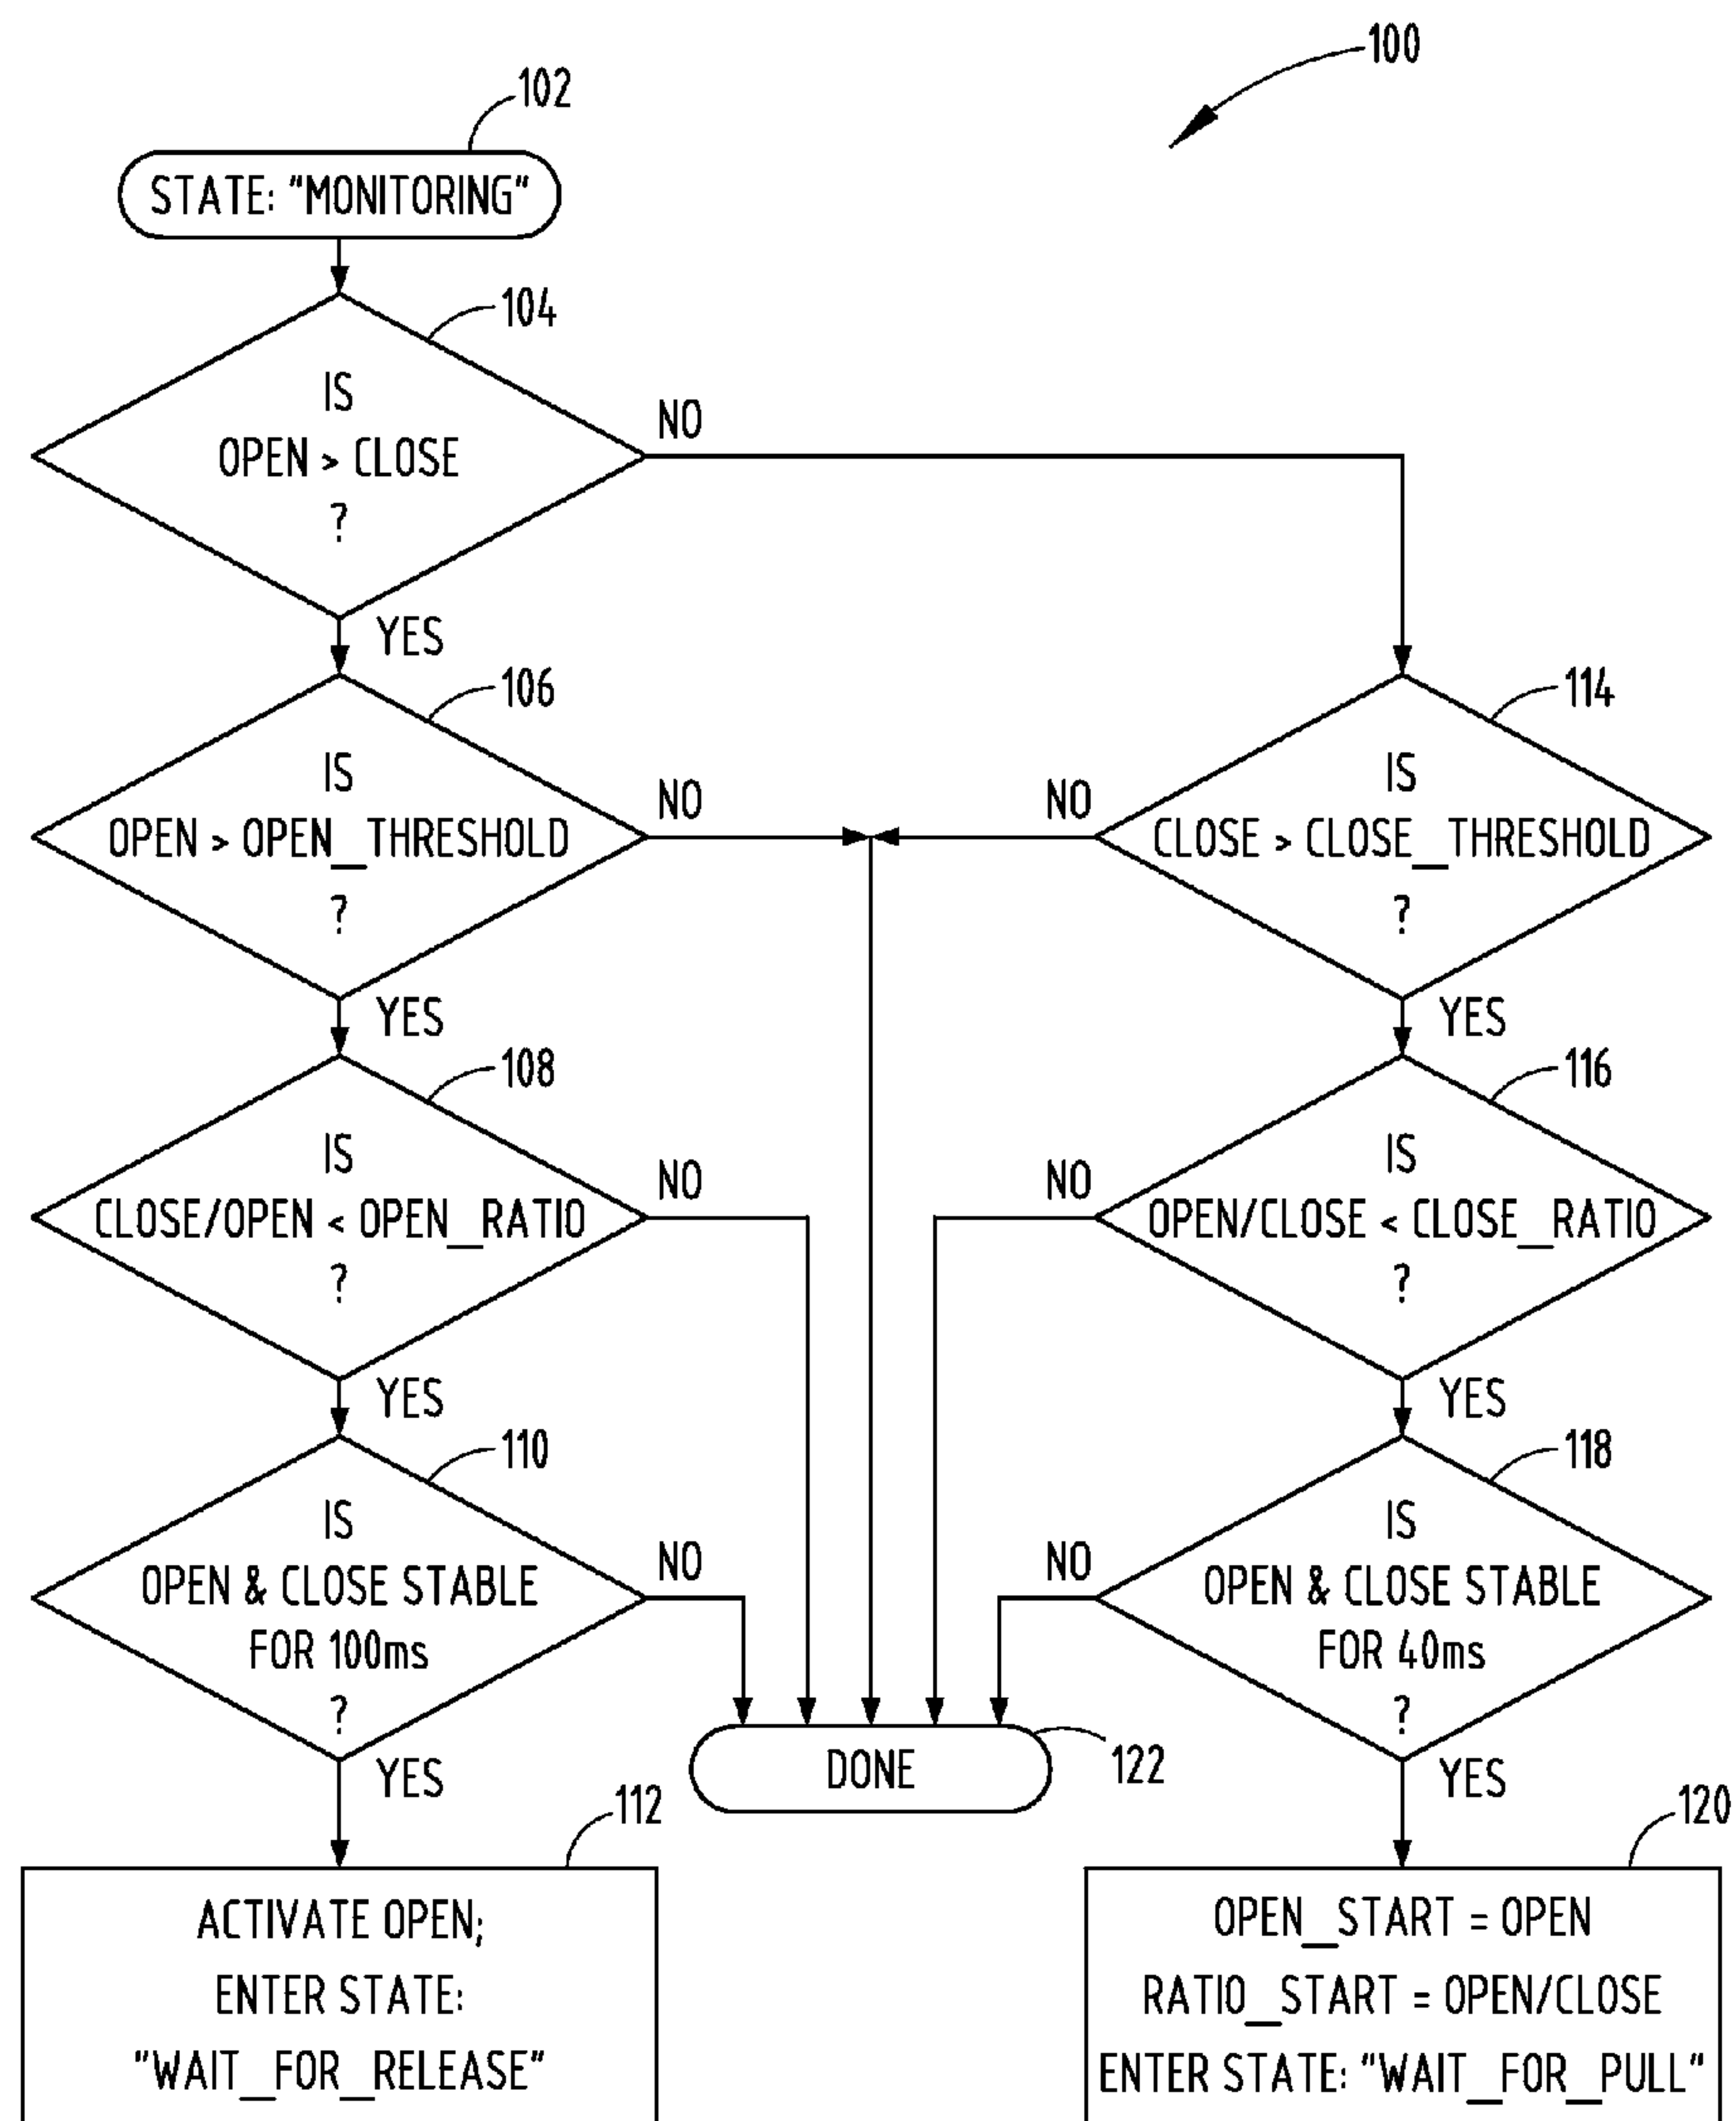 100
102
STATE: "MONITORING"
104
IS
OPEN > CLOSE
?
NO
YES
106
IS
OPEN > OPEN_THRESHOLD
?
NO
YES
114
IS
CLOSE > CLOSE_THRESHOLD
?
NO
YES
108
IS
CLOSE/OPEN < OPEN_RATIO
?
NO
YES
116
IS
OPEN/CLOSE < CLOSE_RATIO
?
NO
YES
110
IS
OPEN & CLOSE STABLE
FOR 100ms
?
NO
YES
118
IS
OPEN & CLOSE STABLE
FOR 40ms
?
NO
YES
DONE
122
112
ACTIVATE OPEN;
ENTER STATE:
"WAIT_FOR_RELEASE"
120
OPEN_START = OPEN
RATIO_START = OPEN/CLOSE
ENTER STATE: "WAIT_FOR_PULL"